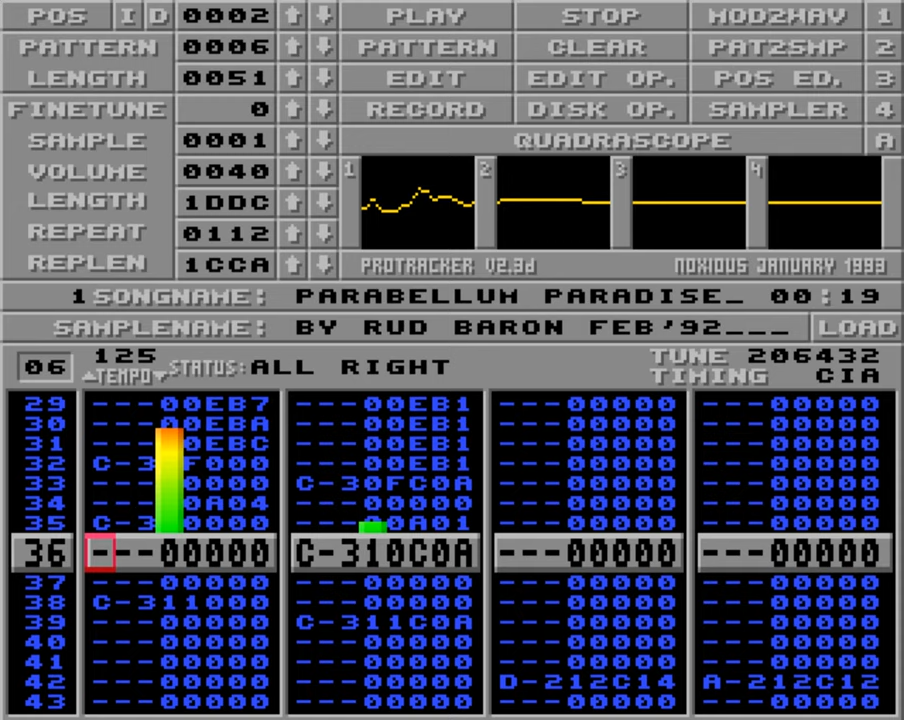 POS I D 0002 PLAY STOP MOD2WAV 1
PATTERN 0006 PATTERN CLEAR PAT2SMP 2
LENGTH 0051 EDIT EDIT OP. POS ED. 3
FINETUNE 0 RECORD DISK OP. SAMPLER 4
SAMPLE 0001 QUADRASCOPE A
VOLUME 0040 1 2 3 4
LENGTH 1DDC
REPEAT 0112
REPLEN 1CCA PROTRACKER V2.3d NOXIOUS JANUARY 1993
1 SONGNAME: PARABELLUM PARADISE_ 00:19
SAMPLENAME: BY RUD BARON FEB'92___ LOAD
06 125 TEMPO STATUS: ALL RIGHT TUNE 206432
TIMING CIA
29 ---00EB7 ---00EB1 ---00000 ---00000
30 ---00EBA ---00EB1 ---00000 ---00000
31 ---0EBC ---00EB1 ---00000 ---00000
32 C-3F000 ---00EB1 ---00000 ---00000
33 ---0000 C-30FC0A ---00000 ---00000
34 ---0A04 ---00000 ---00000 ---00000
35 C-30000 ---0A01 ---00000 ---00000
36 ---00000 C-310C0A ---00000 ---00000
37 ---00000 ---00000 ---00000 ---00000
38 C-311000 ---00000 ---00000 ---00000
39 ---00000 C-311C0A ---00000 ---00000
40 ---00000 ---00000 ---00000 ---00000
41 ---00000 ---00000 ---00000 ---00000
42 ---00000 ---00000 D-212C14 A-212C12
43 ---00000 ---00000 ---00000 ---00000